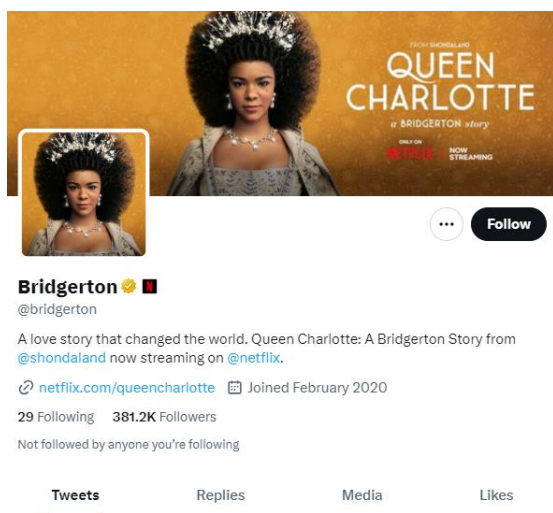 FROM SHONDALAND
QUEEN
CHARLOTTE
a BRIDGERTON story
ONLY ON
NETFLIX | NOW STREAMING
Follow
Bridgerton
@bridgerton
A love story that changed the world. Queen Charlotte: A Bridgerton Story from
@shondaland now streaming on @netflix.
netflix.com/queencharlotte Joined February 2020
29 Following 381.2K Followers
Not followed by anyone you're following
Tweets Replies Media Likes